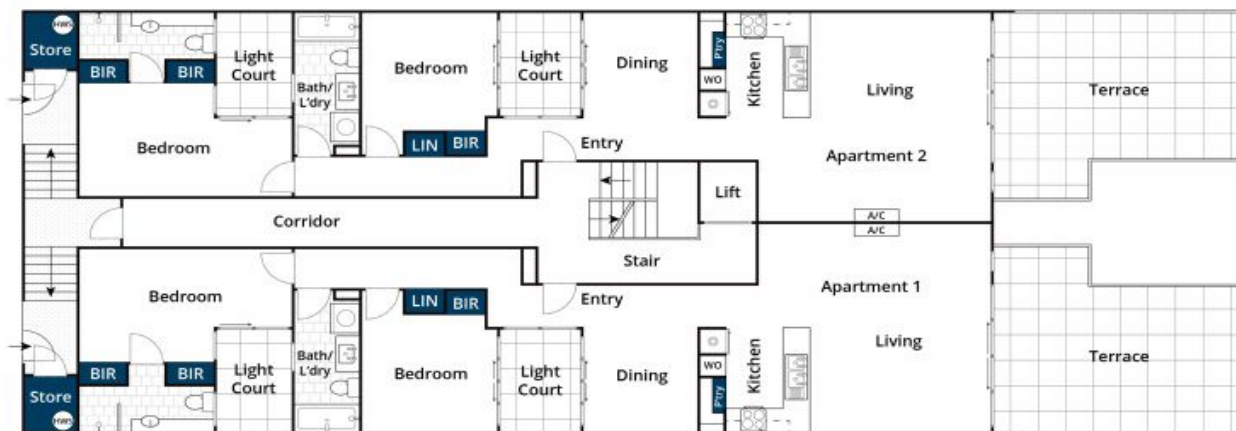 HWS
Store
BIR
BIR
Light
Court
Bath/
L'dry
Bedroom
LIN
BIR
Light
Court
Dining
P'try
WO
Kitchen
Living
Terrace
Bedroom
Entry
Apartment 2
Lift
Corridor
A/C
A/C
Stair
Bedroom
LIN
BIR
Entry
Apartment 1
Living
BIR
BIR
Light
Court
Bath/
L'dry
Bedroom
Light
Court
Dining
WO
P'try
Kitchen
Terrace
Store
HWS